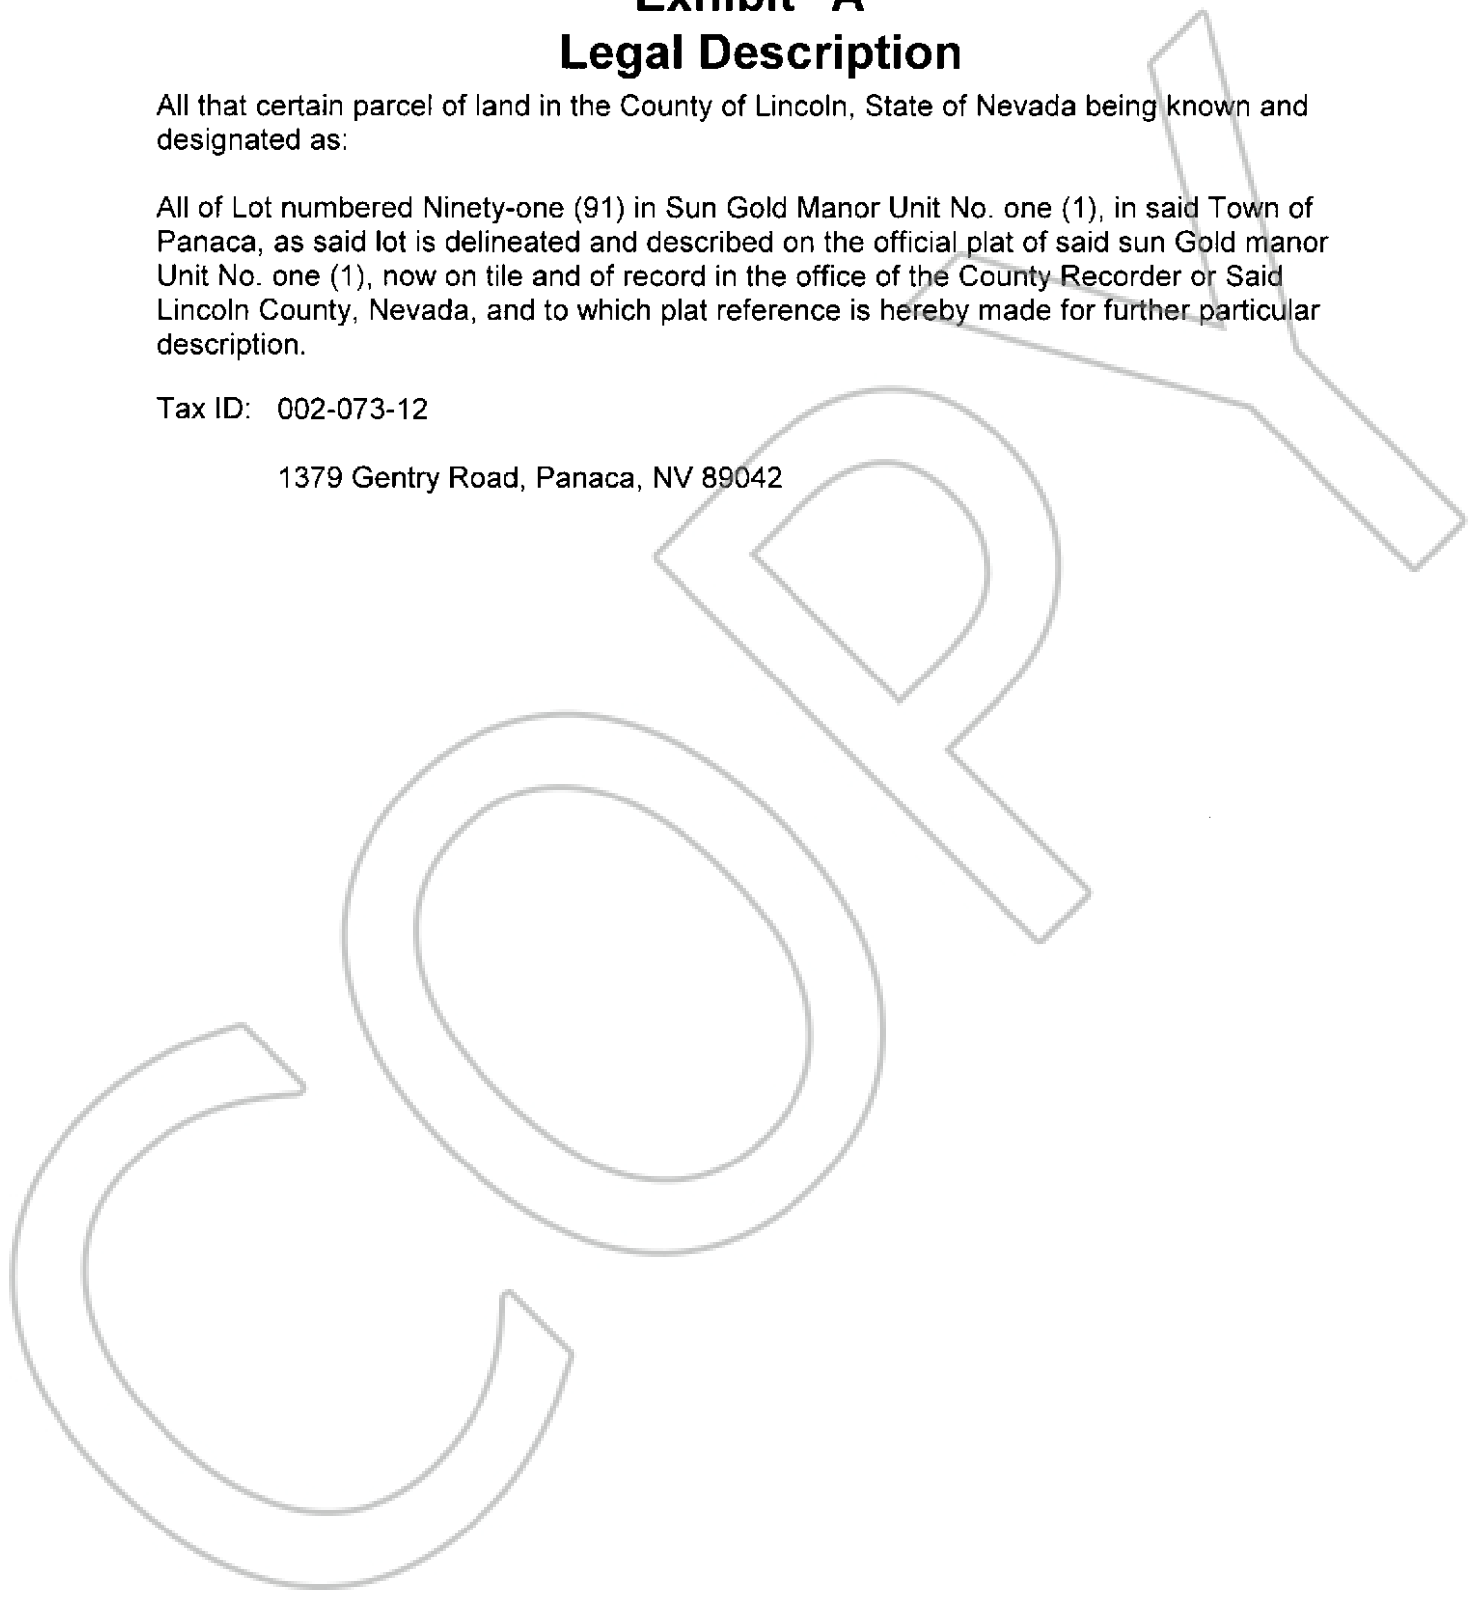 Exhibit "A"
Legal Description
All that certain parcel of land in the County of Lincoln, State of Nevada being known and
designated as:
All of Lot numbered Ninety-one (91) in Sun Gold Manor Unit No. one (1), in said Town of
Panaca, as said lot is delineated and described on the official plat of said sun Gold manor
Unit No. one (1), now on tile and of record in the office of the County Recorder or Said
Lincoln County, Nevada, and to which plat reference is hereby made for further particular
description.
Tax ID: 002-073-12
1379 Gentry Road, Panaca, NV 89042
COPY